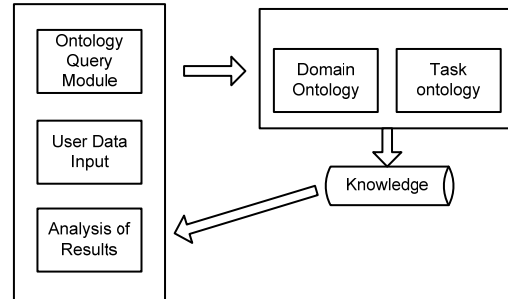 Ontology
Query
Module
User Data
Input
Analysis of
Results
Domain
Ontology
Task
ontology
Knowledge